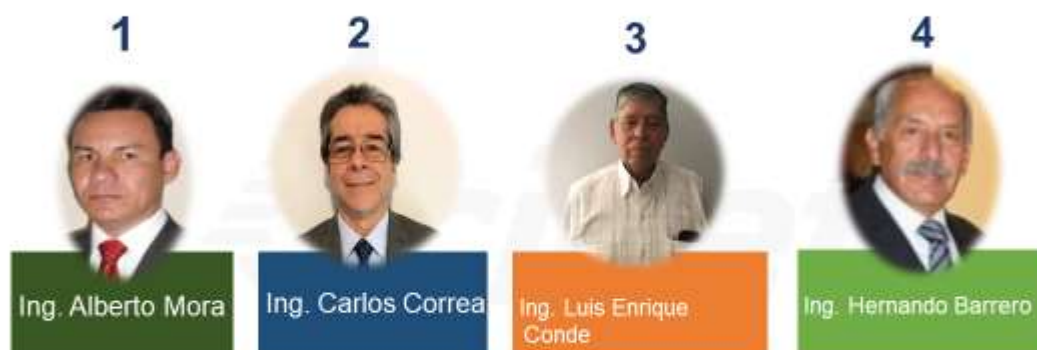 1
2
3
4
Ing. Alberto Mora
Ing. Carlos Correa
Ing. Luis Enrique
Conde
Ing. Hernando Barrero